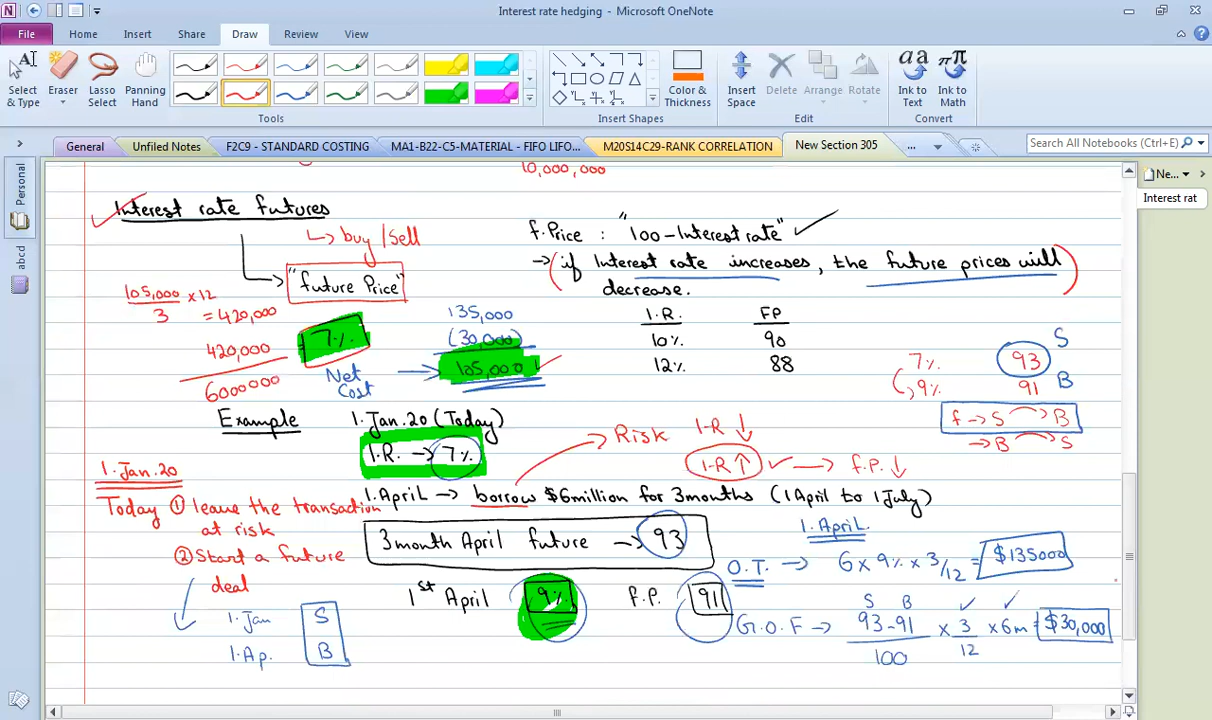 Interest rate hedging - Microsoft OneNote
File Home Insert Share Draw Review View
Select & Type
Eraser
Lasso Select
Panning Hand
Color & Thickness
Insert Space
Delete
Arrange
Rotate
Ink to Text
Ink to Math
Tools
Insert Shapes
Edit
Convert
General
Unfiled Notes
F2C9 - STANDARD COSTING
MA1-B22-C5-MATERIAL - FIFO LIFO...
M20S14C29-RANK CORRELATION
New Section 305
...
Search All Notebooks (Ctrl+E)
Personal
abcd
Ne...
Interest rat
10,000,000
Interest rate futures
buy / Sell
"future Price"
f.Price : "100-Interest rate"
→ (if Interest rate increases, the future prices will
decrease.)
105,000 x 12
3
= 420,000
420,000
6000000
7%
Net Cost
135,000
(30,000)
105,000
I.R. FP
10% 90
12% 88
7% 93 S
9% 91 B
f → S B
→ B S
Example
1.Jan.20 (Today)
I.R. → 7%
Risk
I-R ↓
I-R ↑ → f.P. ↓
1.April → borrow $6million for 3months (1April to 1July)
3month April future → 93
1st April 9% f.P. 91
1.Jan.20
Today ① leave the transaction
at risk
② Start a future
deal
1.Jan S
1.Ap. B
1.April.
O.T. → 6 x 9% x 3/12 = $135000
S B
G.O.F → 93-91 x 3 x 6m = $30,000
100 12